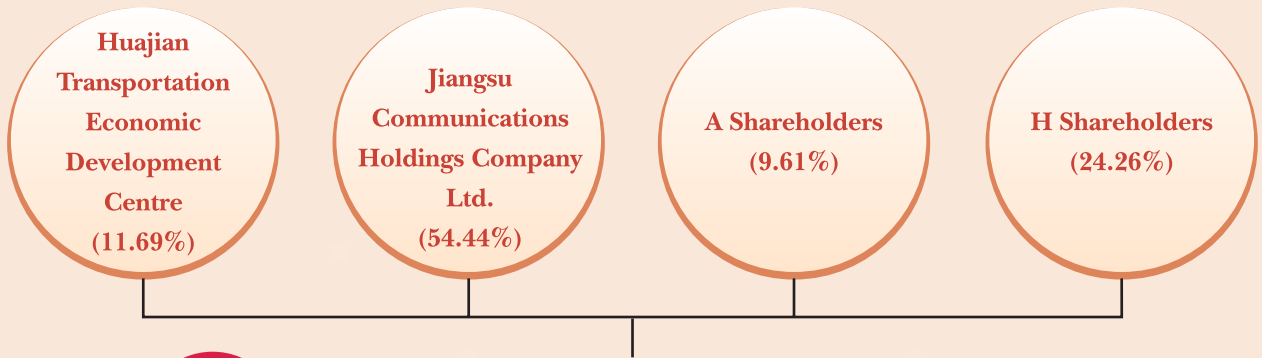 Huajian
Transportation
Economic
Development
Centre
(11.69%)
Jiangsu
Communications
Holdings Company
Ltd.
(54.44%)
A Shareholders
(9.61%)
H Shareholders
(24.26%)